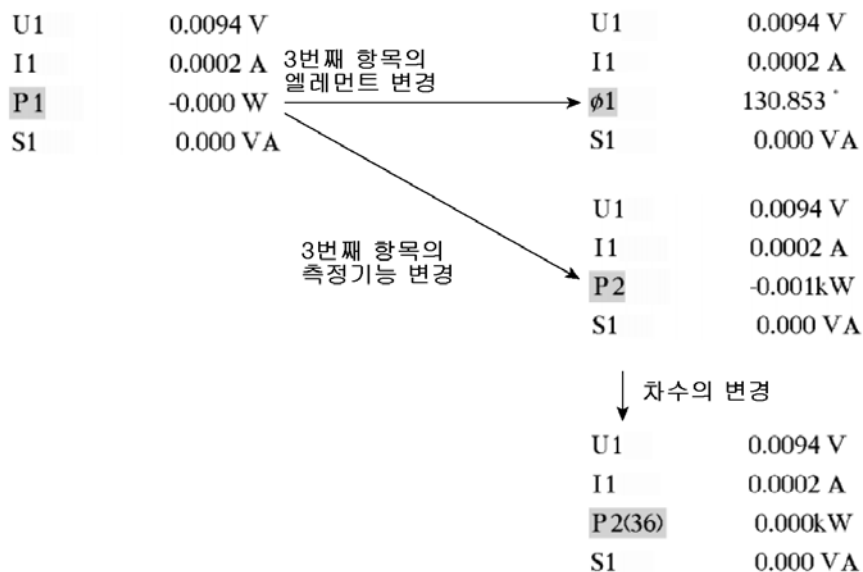 U1 0.0094 V
I1 0.0002 A
P1 -0.000 W
S1 0.000 VA
3번째 항목의
엘레먼트 변경
U1 0.0094 V
I1 0.0002 A
ϕ1 130.853 °
S1 0.000 VA
3번째 항목의
측정기능 변경
U1 0.0094 V
I1 0.0002 A
P2 -0.001kW
S1 0.000 VA
차수의 변경
U1 0.0094 V
I1 0.0002 A
P2(36) 0.000kW
S1 0.000 VA